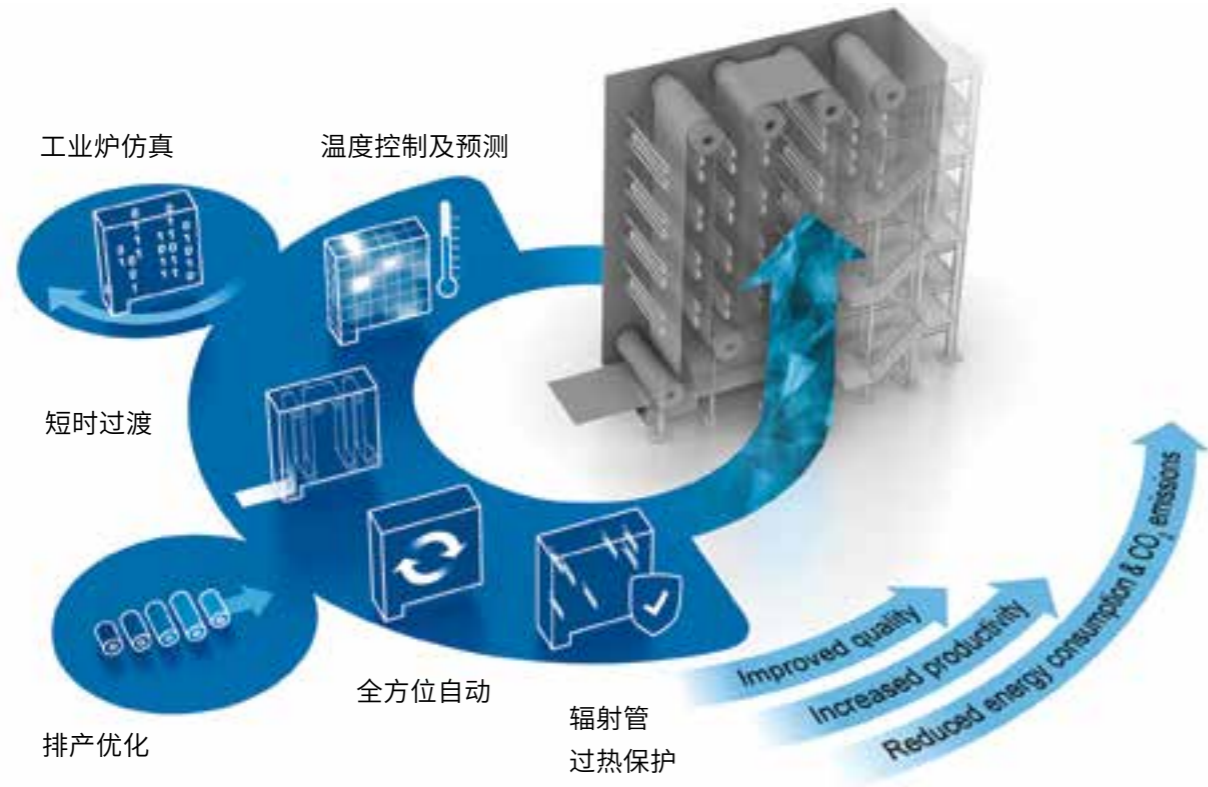 工业炉仿真
温度控制及预测
短时过渡
全方位自动
排产优化
辐射管
过热保护
Improved quality
Increased productivity
Reduced energy consumption & CO₂ emissions